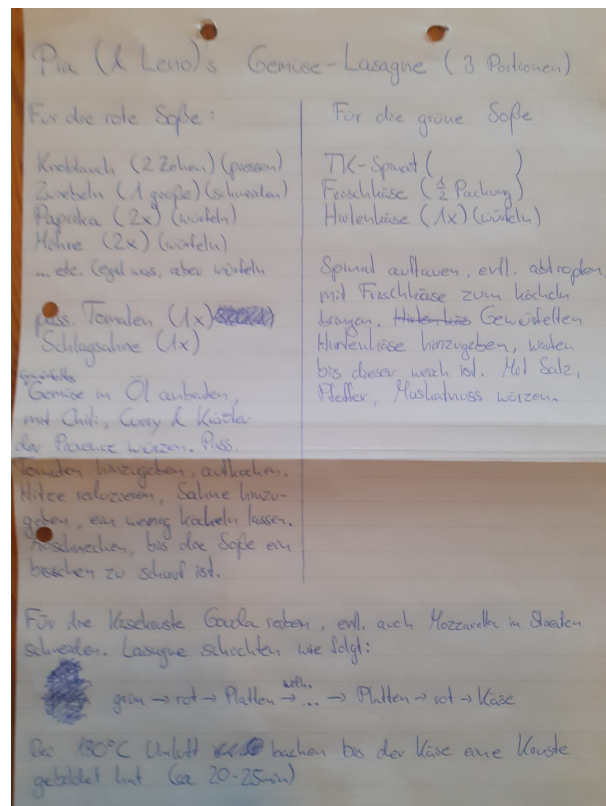 Pia (& Leno)'s Gemüse-Lasagne (3 Portionen)
Für die rote Soße:
Knoblauch (2 Zehen) (pressen)
Zwiebeln (1 große) (schneiden)
Paprika (2x) (würfeln)
Möhre (2x) (würfeln)
... etc. (egal was, aber würfeln
pass. Tomaten (1x)
Schlagsahne (1x)
gewürfeltes
Gemüse in Öl anbraten,
mit Chili, Curry & Kräuter
der Provence würzen. Pass.
Tomaten hinzugeben, aufkochen.
Hitze reduzieren, Sahne hinzu-
geben, ein wenig köcheln lassen.
Abschmecken, bis die Soße ein
bisschen zu scharf ist.
Für die grüne Soße
TK-Spinat ( )
Frischkäse (1/2 Packung)
Hirtenkäse (1x) (würfeln)
Spinat auftauen, evtl. abtropfen,
mit Frischkäse zum köcheln
bringen. Hirtenkäs Gewürfelten
Hirtenkäse hinzugeben, warten
bis dieser weich ist. Mit Salz,
Pfeffer, Muskatnuss würzen.
Für die Käsekruste Gouda reiben, evtl. auch Mozzarella in Streifen
schneiden. Lasagne schichten wie folgt:
grün → rot → Platten → ... → Platten → rot → Käse
Bei 180°C Umluft backen bis der Käse eine Kruste
gebildet hat (ca. 20-25min)